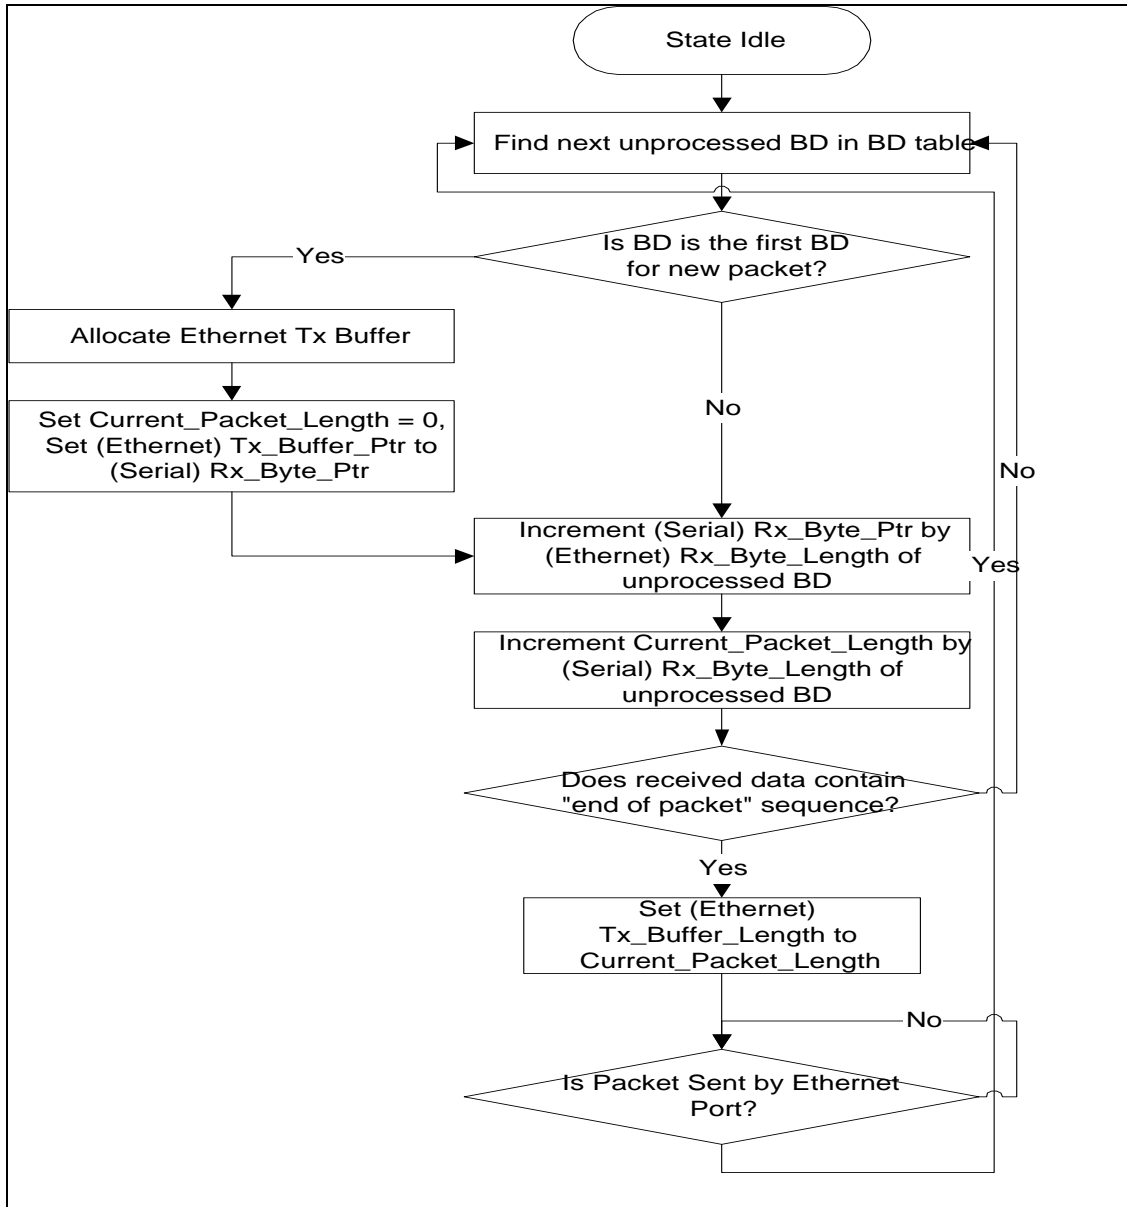 State Idle
Find next unprocessed BD in BD table
Is BD is the first BD
for new packet?
Yes
Allocate Ethernet Tx Buffer
Set Current_Packet_Length = 0,
Set (Ethernet) Tx_Buffer_Ptr to
(Serial) Rx_Byte_Ptr
No
No
Increment (Serial) Rx_Byte_Ptr by
(Ethernet) Rx_Byte_Length of
unprocessed BD
Yes
Increment Current_Packet_Length by
(Serial) Rx_Byte_Length of
unprocessed BD
Does received data contain
"end of packet" sequence?
Yes
Set (Ethernet)
Tx_Buffer_Length to
Current_Packet_Length
No
Is Packet Sent by Ethernet
Port?